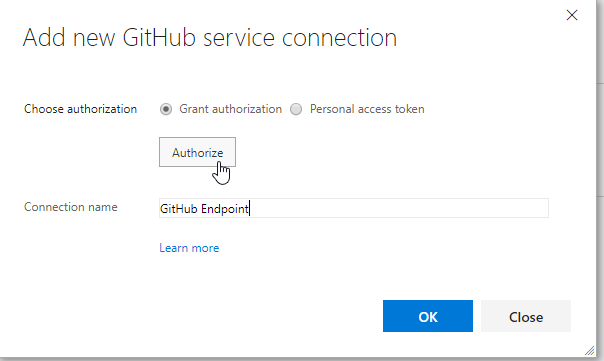 Add new GitHub service connection
Choose authorization Grant authorization Personal access token
Authorize
Connection name GitHub Endpoint
Learn more
OK Close